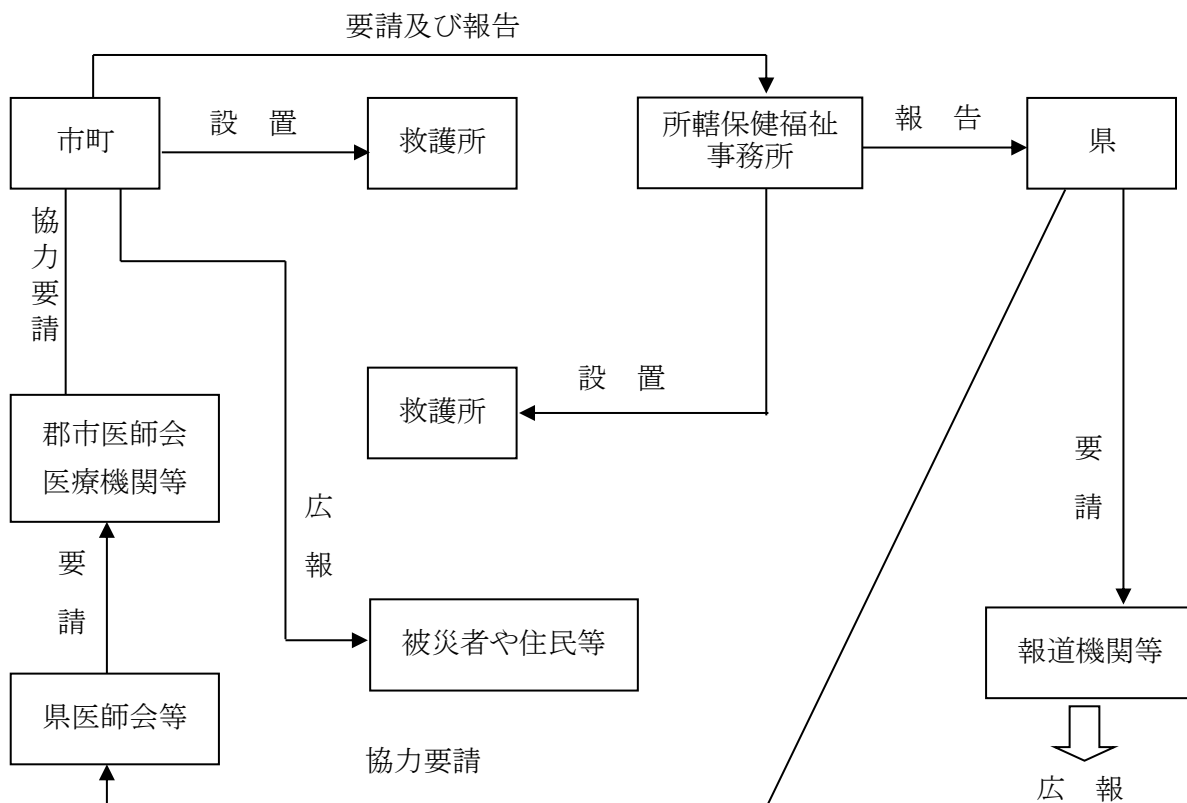 要請及び報告
市町
設　置
救護所
所轄保健福祉
事務所
報　告
県
協力要請
救護所
設　置
郡市医師会
医療機関等
広報
要請
要請
被災者や住民等
報道機関等
県医師会等
協力要請
広　報